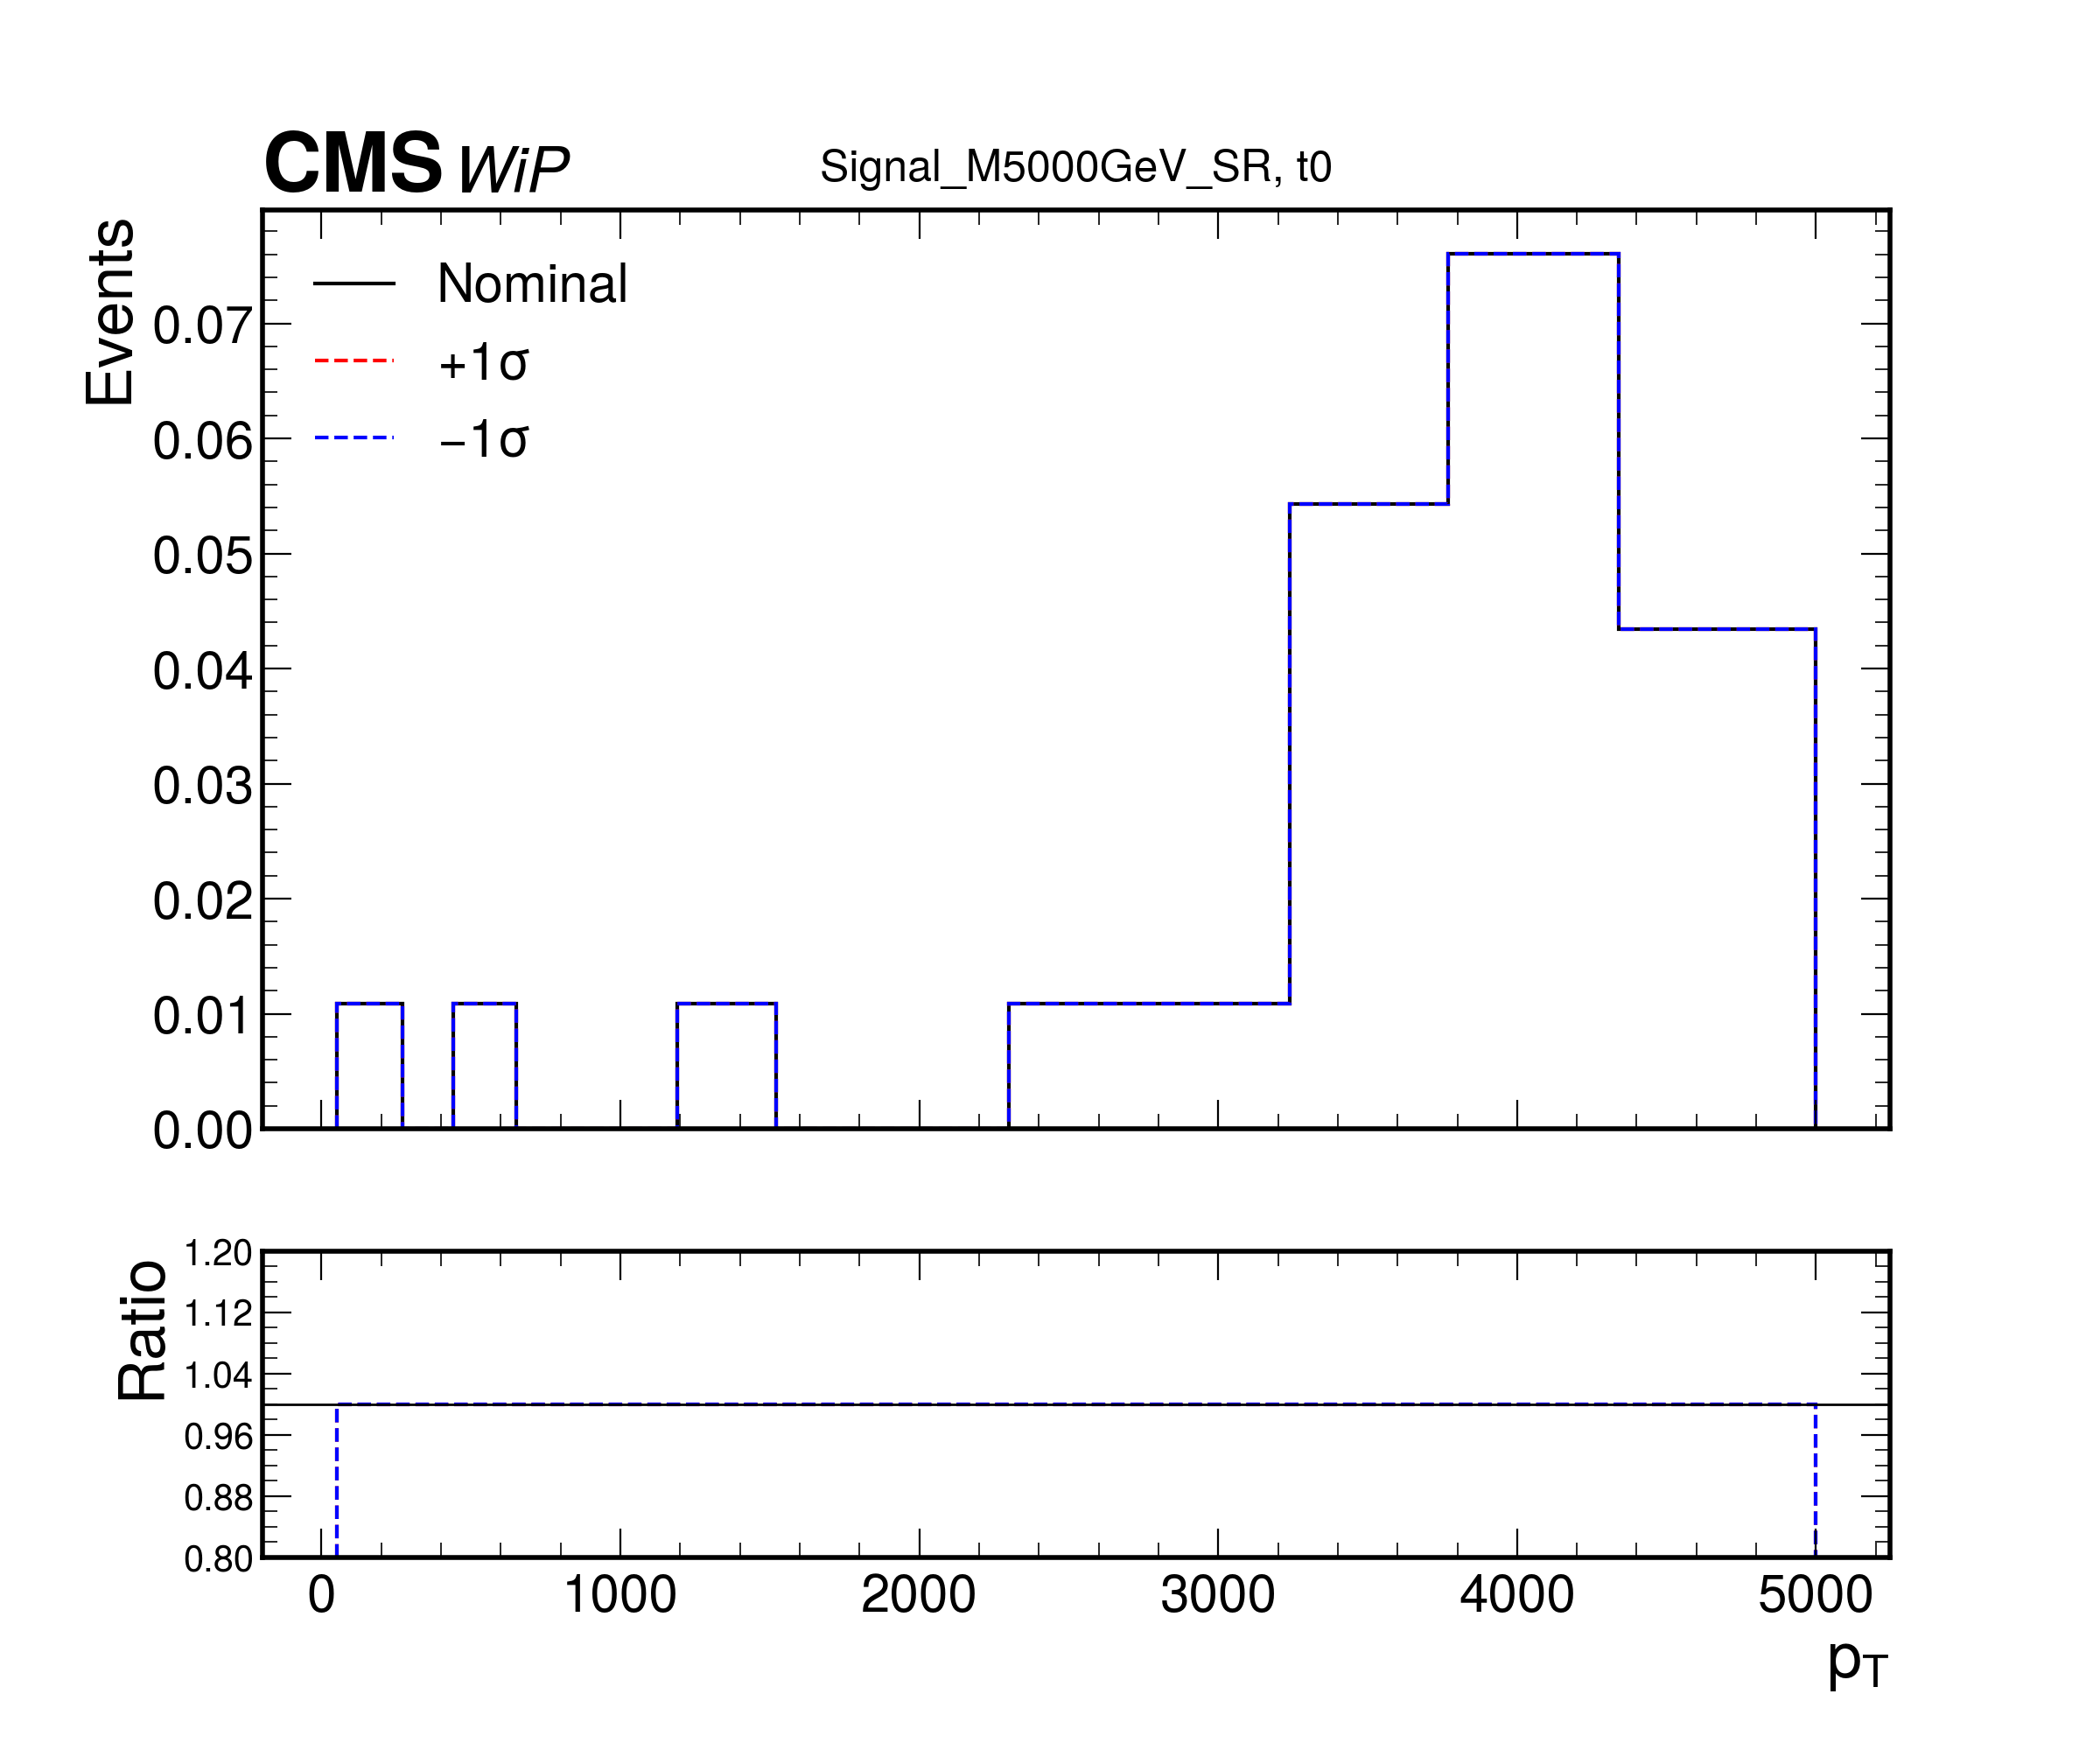 CMS WiP
Signal_M5000GeV_SR, t0
Events
Nominal
+1σ
−1σ
0.07
0.06
0.05
0.04
0.03
0.02
0.01
0.00
Ratio
1.20
1.12
1.04
0.96
0.88
0.80
0 1000 2000 3000 4000 5000
pT